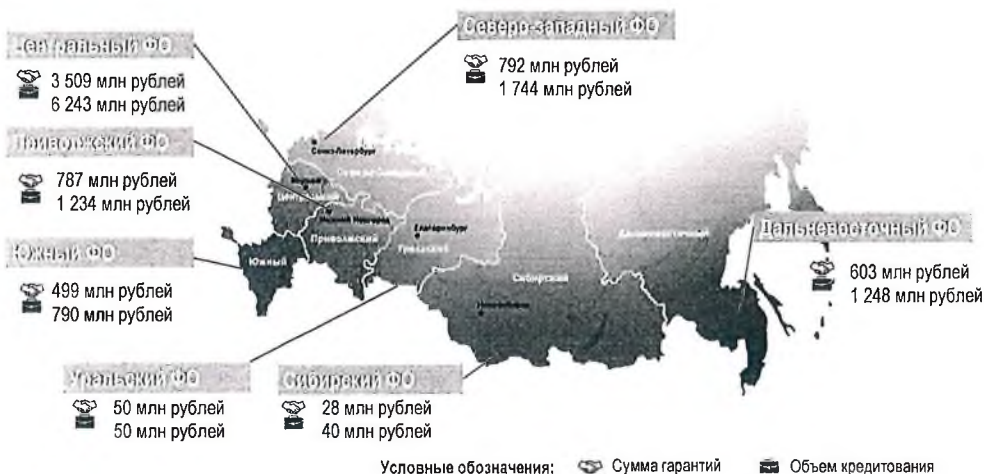 Северо-западный ФО
792 млн рублей
1 744 млн рублей
Центральный ФО
3 509 млн рублей
6 243 млн рублей
Приволжский ФО
787 млн рублей
1 234 млн рублей
Южный ФО
499 млн рублей
790 млн рублей
Санкт-Петербург
Москва
Центральный
Нижний Новгород
Приволжский
Екатеринбург
Уральский
Южный
Сибирский
Новосибирск
Дальневосточный
Дальневосточный ФО
603 млн рублей
1 248 млн рублей
Уральский ФО
50 млн рублей
50 млн рублей
Сибирский ФО
28 млн рублей
40 млн рублей
Условные обозначения: Сумма гарантий Объем кредитования